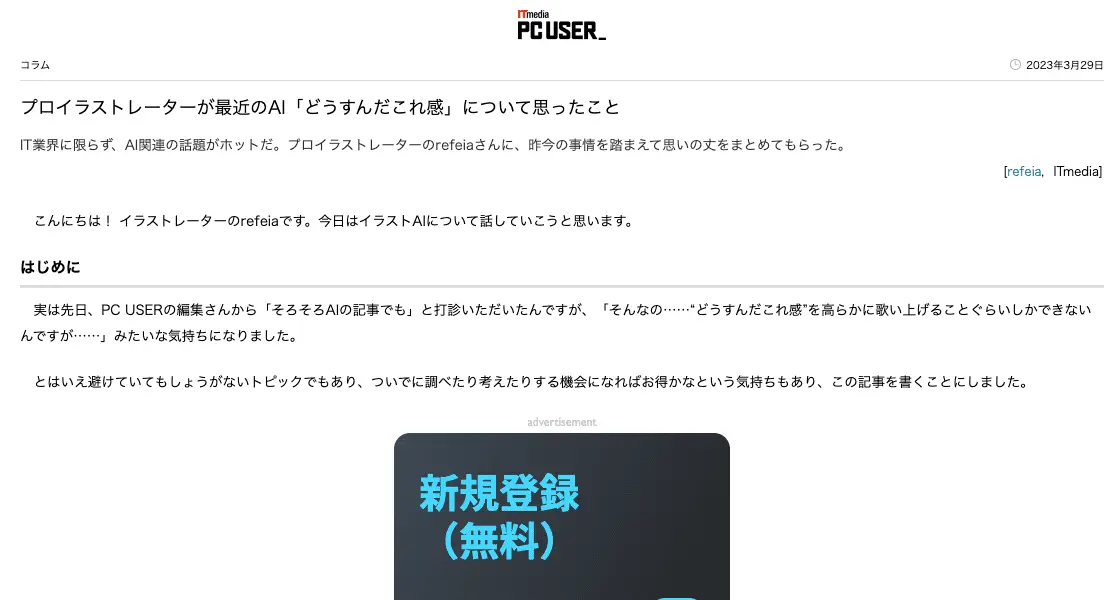 ITmedia
PC USER_
コラム
2023年3月29日
プロイラストレーターが最近のAI「どうすんだこれ感」について思ったこと
IT業界に限らず、AI関連の話題がホットだ。プロイラストレーターのrefeiaさんに、昨今の事情を踏まえて思いの丈をまとめてもらった。
[refeia, ITmedia]
こんにちは！ イラストレーターのrefeiaです。今日はイラストAIについて話していこうと思います。
はじめに
実は先日、PC USERの編集さんから「そろそろAIの記事でも」と打診いただいたんですが、「そんなの……“どうすんだこれ感”を高らかに歌い上げることぐらいしかできない
んですが……」みたいな気持ちになりました。
とはいえ避けていてもしょうがないトピックでもあり、ついでに調べたり考えたりする機会になればお得かなという気持ちもあり、この記事を書くことにしました。
advertisement
新規登録
（無料）